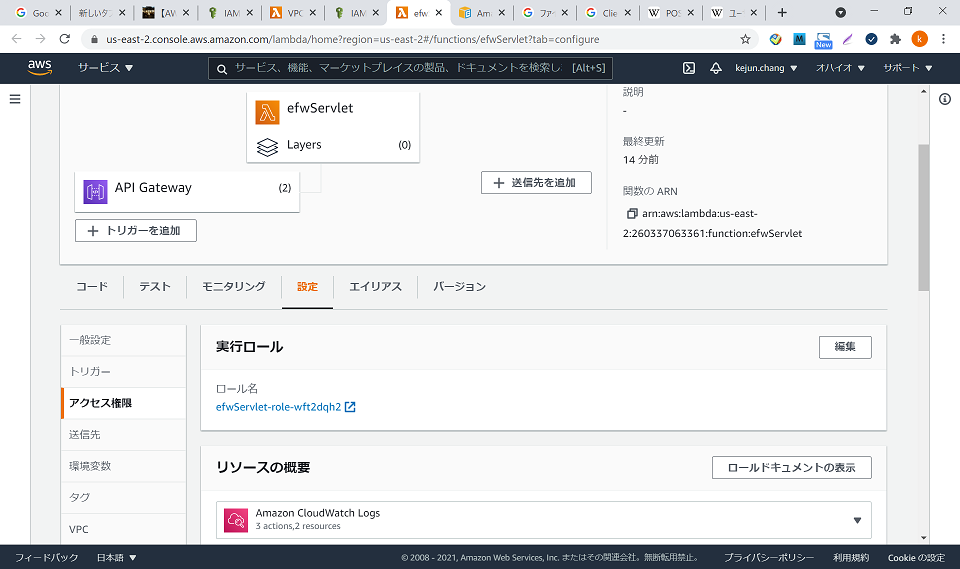 Goc
新しいタブ
【AW
IAM
VPC
IAM
efw
Ama
ファイ
Clie
POS
ユー
us-east-2.console.aws.amazon.com/lambda/home?region=us-east-2#/functions/efwServlet?tab=configure
New
k
aws
サービス
サービス、機能、マーケットプレイスの製品、ドキュメントを検索し [Alt+S]
kejun.chang
オハイオ
サポート
efwServlet
Layers (0)
API Gateway (2)
トリガーを追加
送信先を追加
説明
-
最終更新
14 分前
関数の ARN
arn:aws:lambda:us-east-
2:260337063361:function:efwServlet
コード
テスト
モニタリング
設定
エイリアス
バージョン
一般設定
トリガー
アクセス権限
送信先
環境変数
タグ
VPC
実行ロール
編集
ロール名
efwServlet-role-wft2dqh2
リソースの概要
ロールドキュメントの表示
Amazon CloudWatch Logs
3 actions,2 resources
フィードバック
日本語
© 2008 - 2021, Amazon Web Services, Inc. またはその関連会社。無断転用禁止。
プライバシーポリシー
利用規約
Cookie の設定